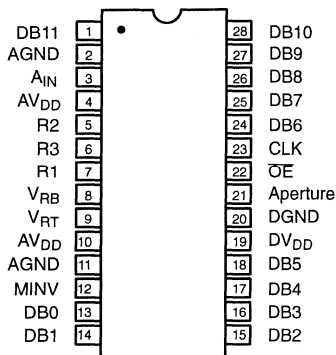 DB11 1 28 DB10
AGND 2 27 DB9
AIN 3 26 DB8
AVDD 4 25 DB7
R2 5 24 DB6
R3 6 23 CLK
R1 7 22 O̅E̅
VRB 8 21 Aperture
VRT 9 20 DGND
AVDD 10 19 DVDD
AGND 11 18 DB5
MINV 12 17 DB4
DB0 13 16 DB3
DB1 14 15 DB2